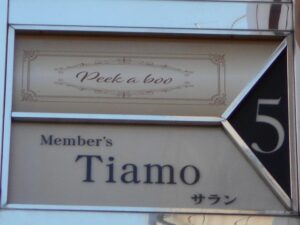 Peek a boo
5
Member's
Tiamo
サラン